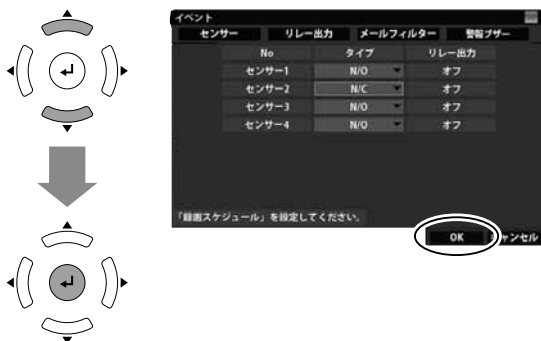 イベント
センサー リレー出力 メールフィルター 警報ブザー
No タイプ リレー出力
センサー1 N/O オフ
センサー2 N/C オフ
センサー3 N/O オフ
センサー4 N/O オフ
「録画スケジュール」を設定してください。
OK キャンセル